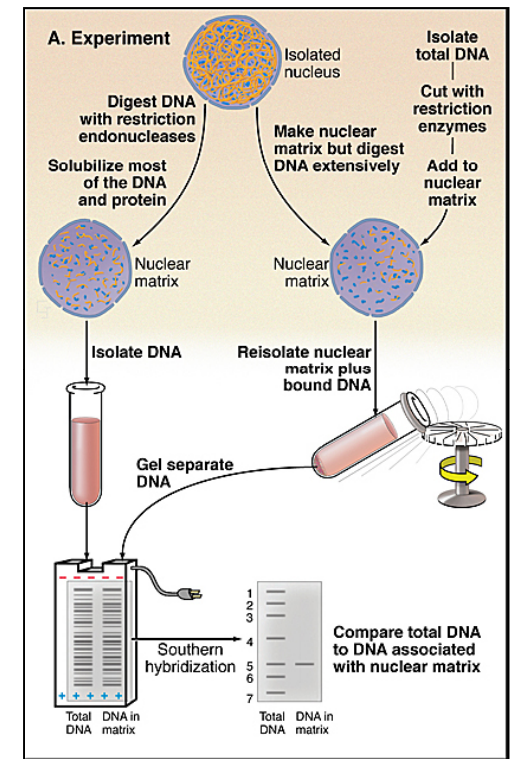 A. Experiment
Isolated
nucleus
Isolate
total DNA
Cut with
restriction
enzymes
Add to
nuclear
matrix
Digest DNA
with restriction
endonucleases
Solubilize most
of the DNA
and protein
Make nuclear
matrix but digest
DNA extensively
Nuclear
matrix
Nuclear
matrix
Isolate DNA
Reisolate nuclear
matrix plus
bound DNA
Gel separate
DNA
– – – – –
+ + + + +
Total
DNA
DNA in
matrix
Southern
hybridization
1
2
3
4
5
6
7
Total
DNA
DNA in
matrix
Compare total DNA
to DNA associated
with nuclear matrix